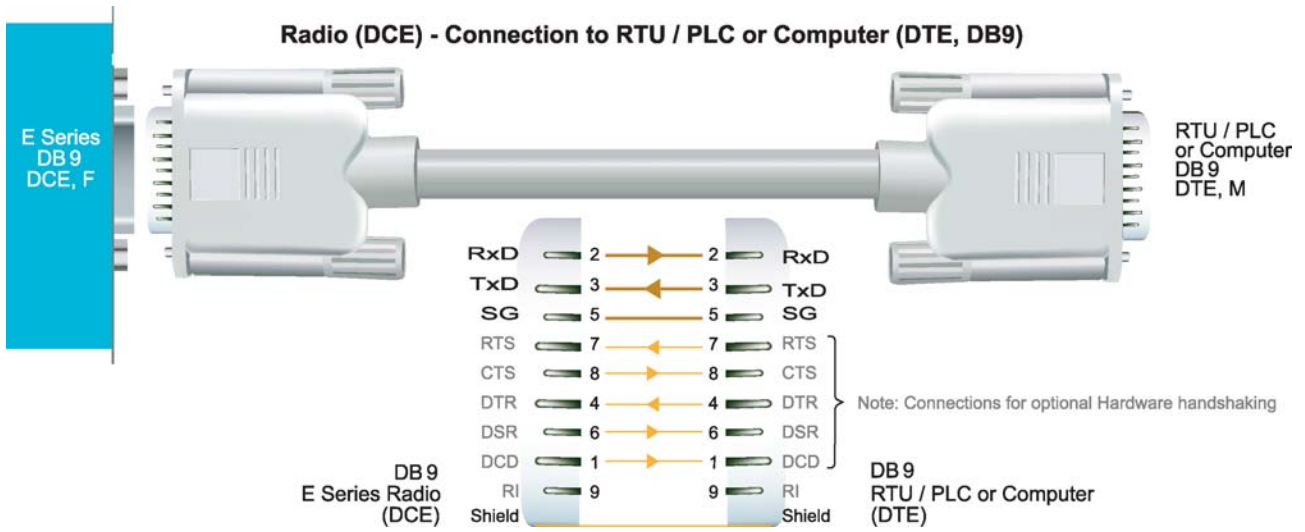 Radio (DCE) - Connection to RTU / PLC or Computer (DTE, DB9)
E Series
DB 9
DCE, F
RTU / PLC
or Computer
DB 9
DTE, M
RxD 2 2 RxD
TxD 3 3 TxD
SG 5 5 SG
RTS 7 7 RTS
CTS 8 8 CTS
DTR 4 4 DTR
DSR 6 6 DSR
DCD 1 1 DCD
RI 9 9 RI
Shield Shield
Note: Connections for optional Hardware handshaking
DB 9
E Series Radio
(DCE)
DB 9
RTU / PLC or Computer
(DTE)